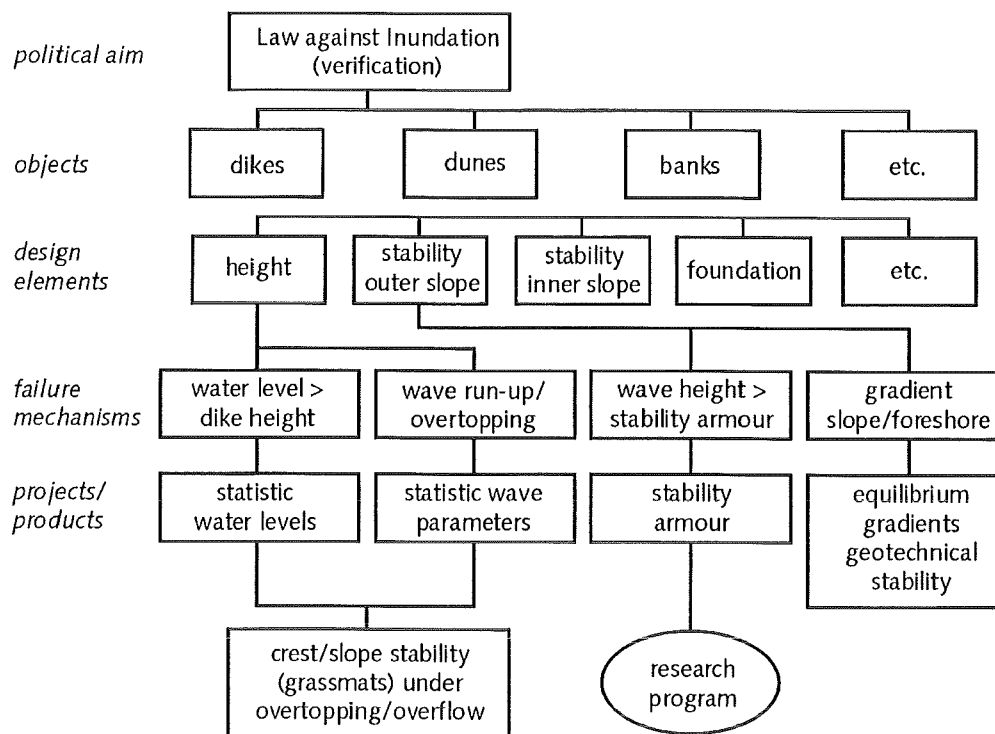 political aim
Law against Inundation
(verification)
objects
dikes
dunes
banks
etc.
design
elements
height
stability
outer slope
stability
inner slope
foundation
etc.
failure
mechanisms
water level >
dike height
wave run-up/
overtopping
wave height >
stability armour
gradient
slope/foreshore
projects/
products
statistic
water levels
statistic wave
parameters
stability
armour
equilibrium
gradients
geotechnical
stability
crest/slope stability
(grassmats) under
overtopping/overflow
research
program